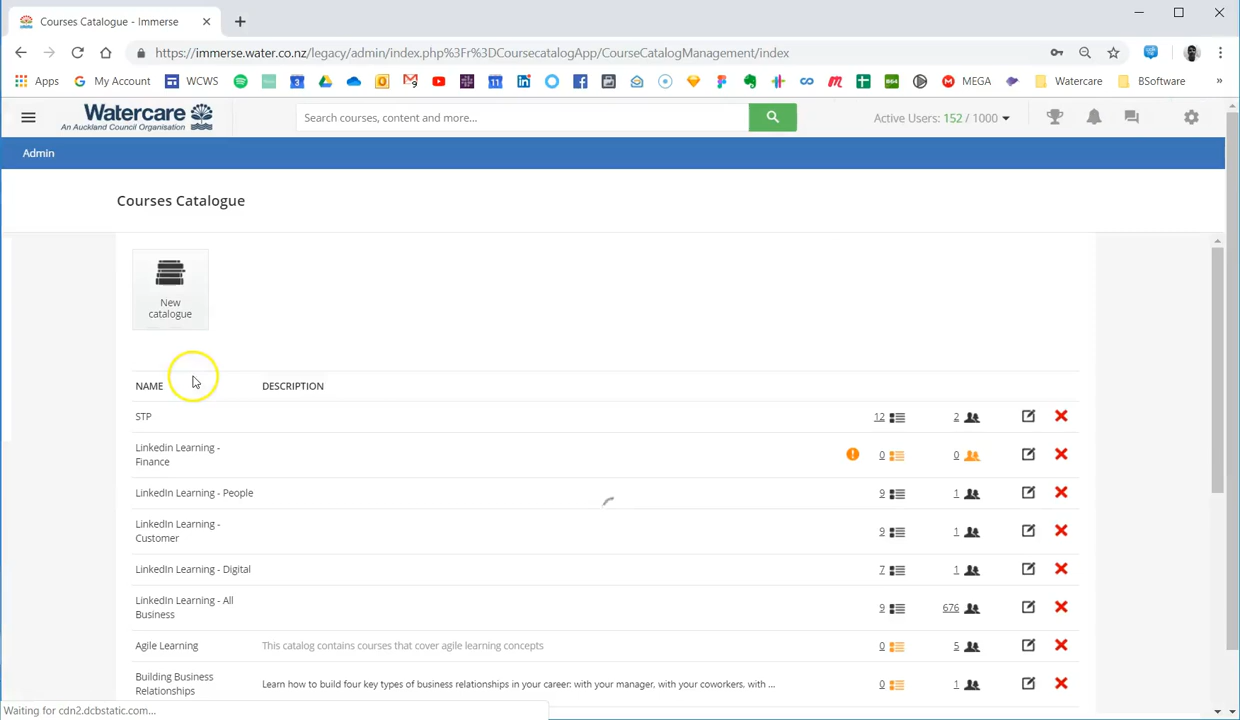 Courses Catalogue - Immerse
https://immerse.water.co.nz/legacy/admin/index.php%3Fr%3DCoursecatalogApp/CourseCatalogManagement/index
Apps
My Account
WCWS
3
9
11
BG4
MEGA
Watercare
BSoftware
»
Watercare
An Auckland Council Organisation
Search courses, content and more...
Active Users: 152 / 1000
Admin
Courses Catalogue
New
catalogue
NAME DESCRIPTION
STP 12 2
Linkedin Learning -
Finance
0 0
LinkedIn Learning - People 9 1
LinkedIn Learning -
Customer
9 1
LinkedIn Learning - Digital 7 1
LinkedIn Learning - All
Business
9 676
Agile Learning This catalog contains courses that cover agile learning concepts 0 5
Building Business
Relationships
Learn how to build four key types of business relationships in your career: with your manager, with your coworkers, with ... 0 1
Waiting for cdn2.dcbstatic.com...